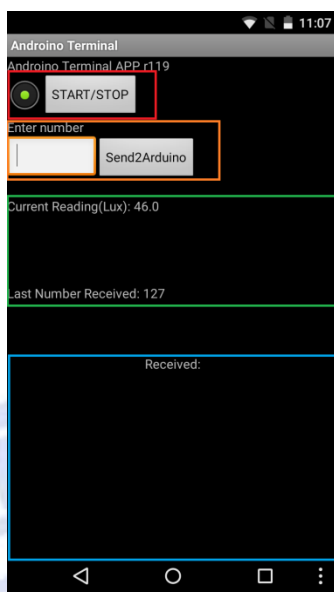 11:07
Androino Terminal
Androino Terminal APP r119
START/STOP
Enter number
Send2Arduino
Current Reading(Lux): 46.0
Last Number Received: 127
Received: